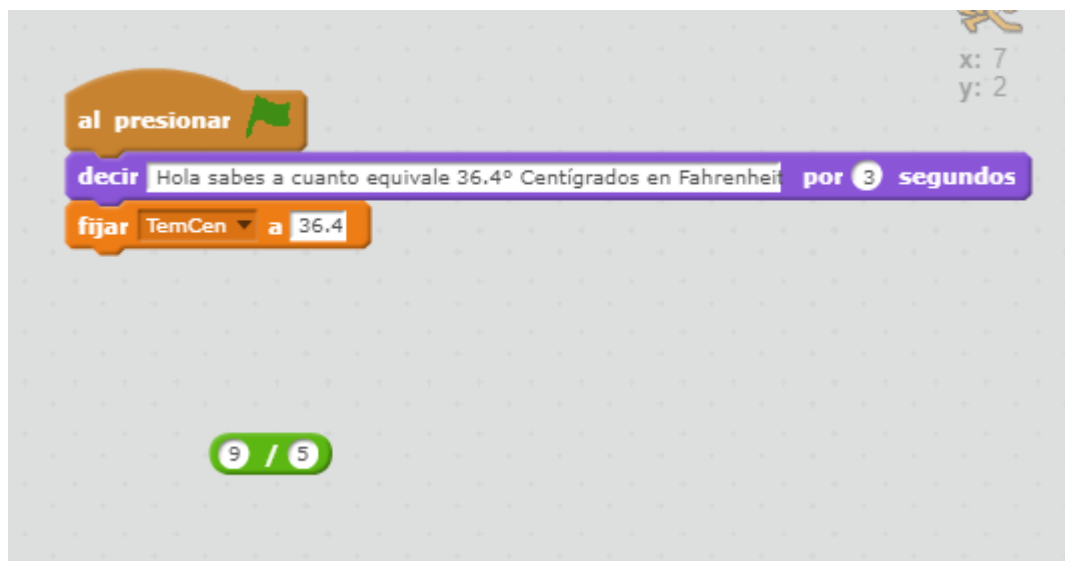 x: 7
y: 2
al presionar
decir Hola sabes a cuanto equivale 36.4º Centígrados en Fahrenheit por 3 segundos
fijar TemCen a 36.4
9 / 5